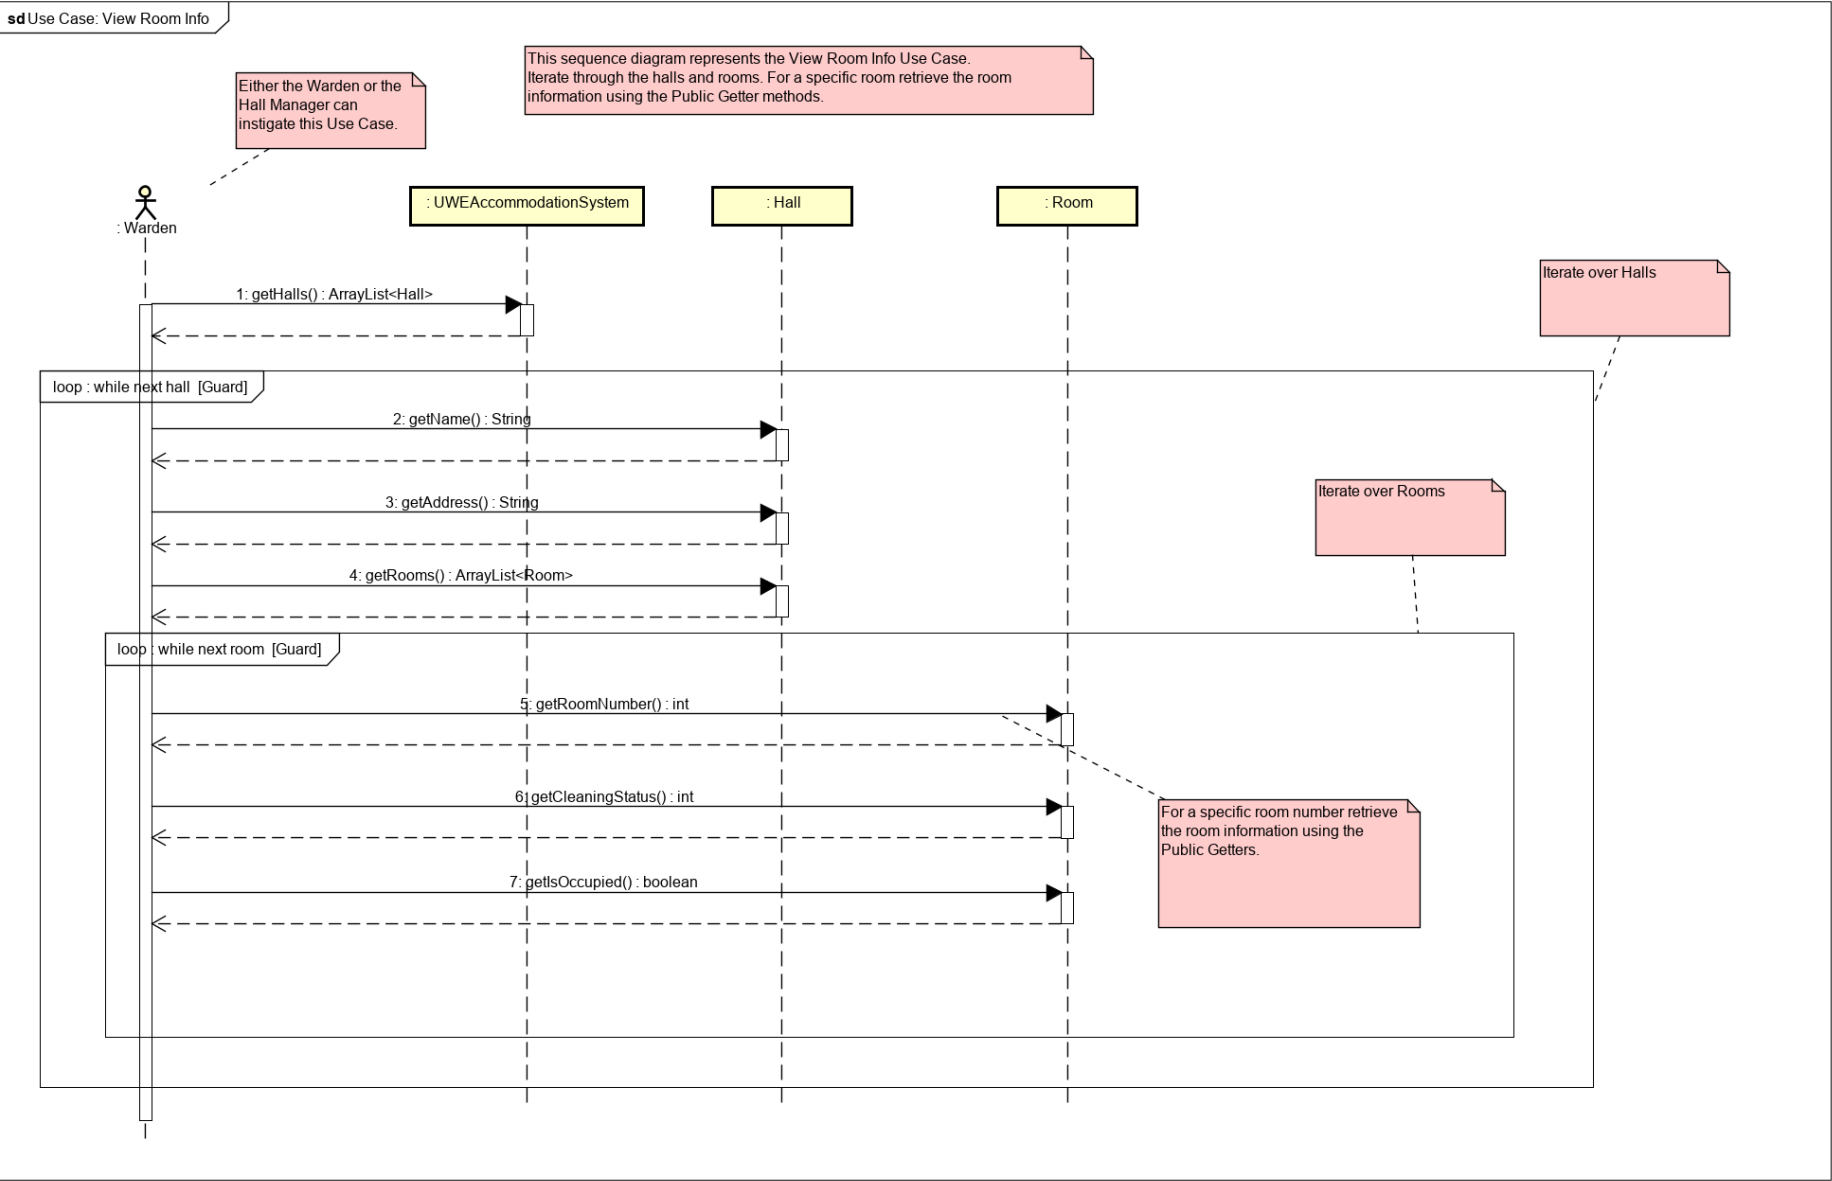 sd Use Case: View Room Info
This sequence diagram represents the View Room Info Use Case.
Iterate through the halls and rooms. For a specific room retrieve the room
information using the Public Getter methods.
Either the Warden or the
Hall Manager can
instigate this Use Case.
: Warden
: UWEAccommodationSystem
: Hall
: Room
Iterate over Halls
1: getHalls() : ArrayList<Hall>
loop : while next hall [Guard]
2: getName() : String
Iterate over Rooms
3: getAddress() : String
4: getRooms() : ArrayList<Room>
loop : while next room [Guard]
5: getRoomNumber() : int
6: getCleaningStatus() : int
For a specific room number retrieve
the room information using the
Public Getters.
7: getIsOccupied() : boolean